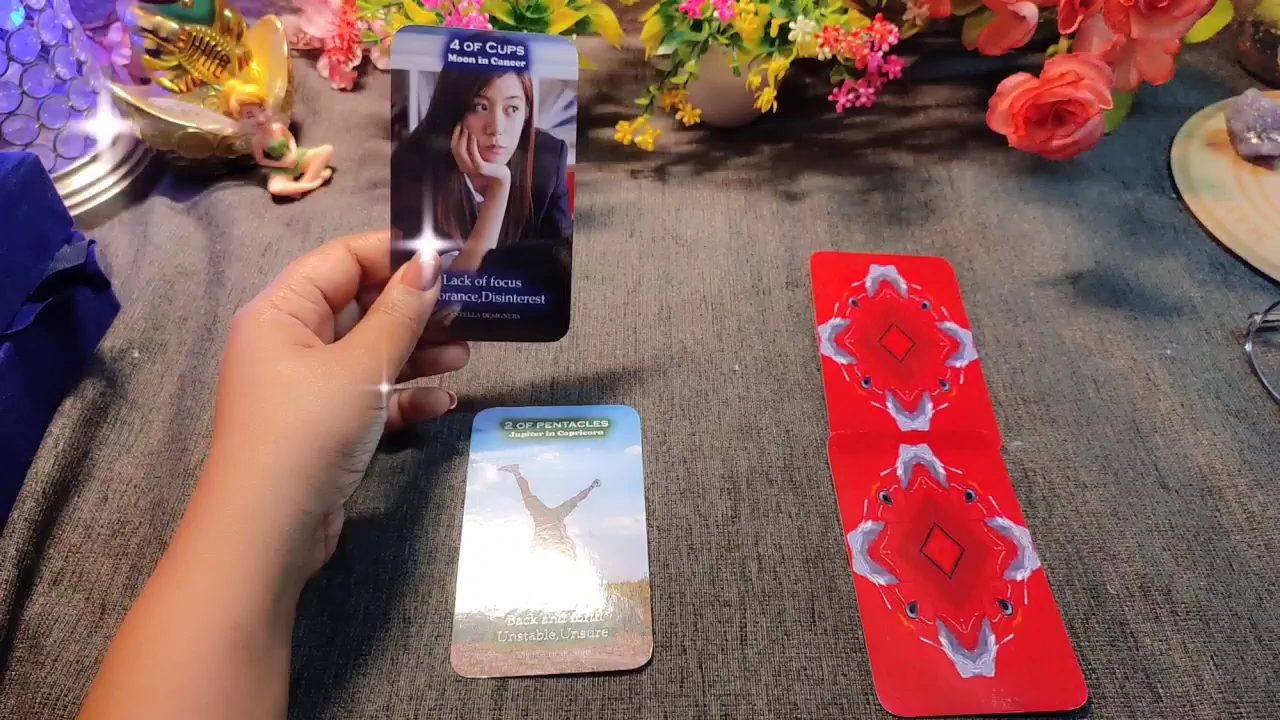 4 OF CUPS
Moon in Cancer
Lack of focus
orance,Disinterest
2 OF PENTACLES
Jupiter in Capricorn
Back and forth
Unstable,Unsure